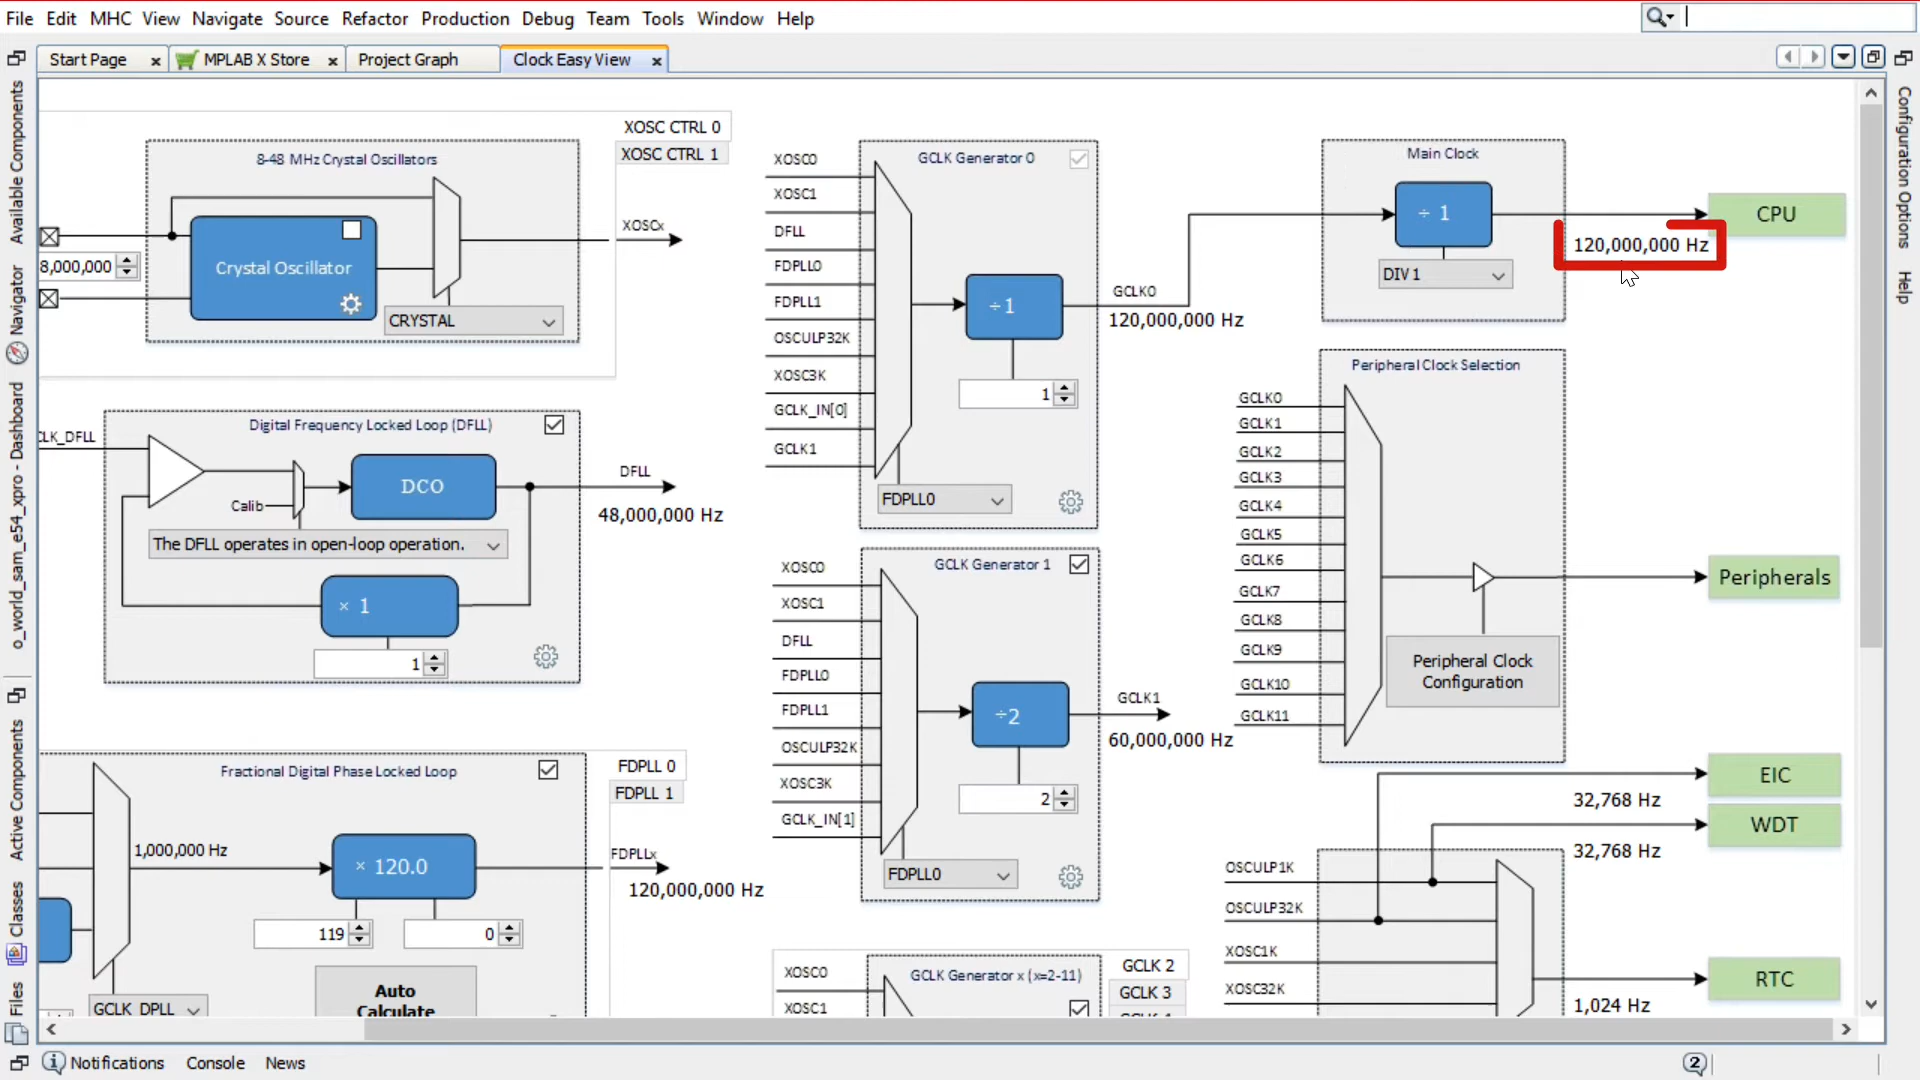 File Edit MHC View Navigate Source Refactor Production Debug Team Tools Window Help
Start Page
MPLAB X Store
Project Graph
Clock Easy View
Available Components
Navigator
o_world_sam_e54_xpro - Dashboard
Active Components
Classes
Files
8-48 MHz Crystal Oscillators
XOSC CTRL 0
XOSC CTRL 1
XOSCx
8,000,000
Crystal Oscillator
CRYSTAL
LK_DFLL
Digital Frequency Locked Loop (DFLL)
DCO
Calib
The DFLL operates in open-loop operation.
× 1
1
DFLL
48,000,000 Hz
Fractional Digital Phase Locked Loop
FDPLL 0
FDPLL 1
1,000,000 Hz
× 120.0
119
0
FDPLLx
120,000,000 Hz
GCLK_DPLL
Auto
Calculate
XOSC0
XOSC1
DFLL
FDPLL0
FDPLL1
OSCULP32K
XOSC3K
GCLK_IN[0]
GCLK1
GCLK Generator 0
÷1
1
FDPLL0
GCLK0
120,000,000 Hz
XOSC0
XOSC1
DFLL
FDPLL0
FDPLL1
OSCULP32K
XOSC3K
GCLK_IN[1]
GCLK Generator 1
÷2
2
FDPLL0
GCLK1
60,000,000 Hz
XOSC0
XOSC1
GCLK Generator x (x=2-11)
GCLK 2
GCLK 3
Main Clock
÷ 1
DIV 1
120,000,000 Hz
CPU
Peripheral Clock Selection
GCLK0
GCLK1
GCLK2
GCLK3
GCLK4
GCLK5
GCLK6
GCLK7
GCLK8
GCLK9
GCLK10
GCLK11
Peripheral Clock
Configuration
Peripherals
EIC
32,768 Hz
WDT
32,768 Hz
OSCULP1K
OSCULP32K
XOSC1K
XOSC32K
RTC
1,024 Hz
Configuration Options
Help
Notifications Console News
2